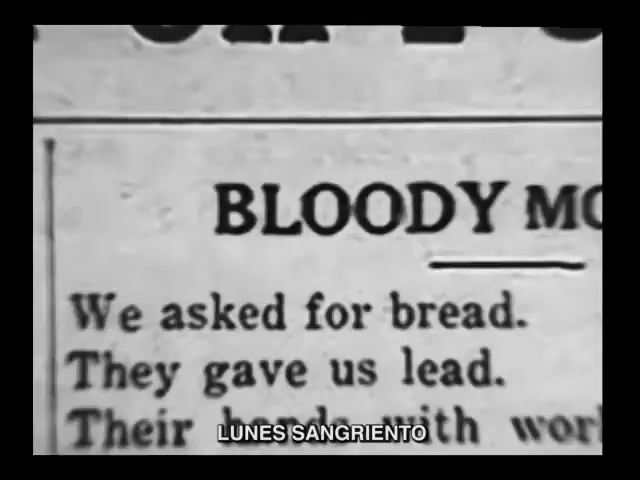 BLOODY MO
We asked for bread.
They gave us lead.
Their hands with wor
LUNES SANGRIENTO